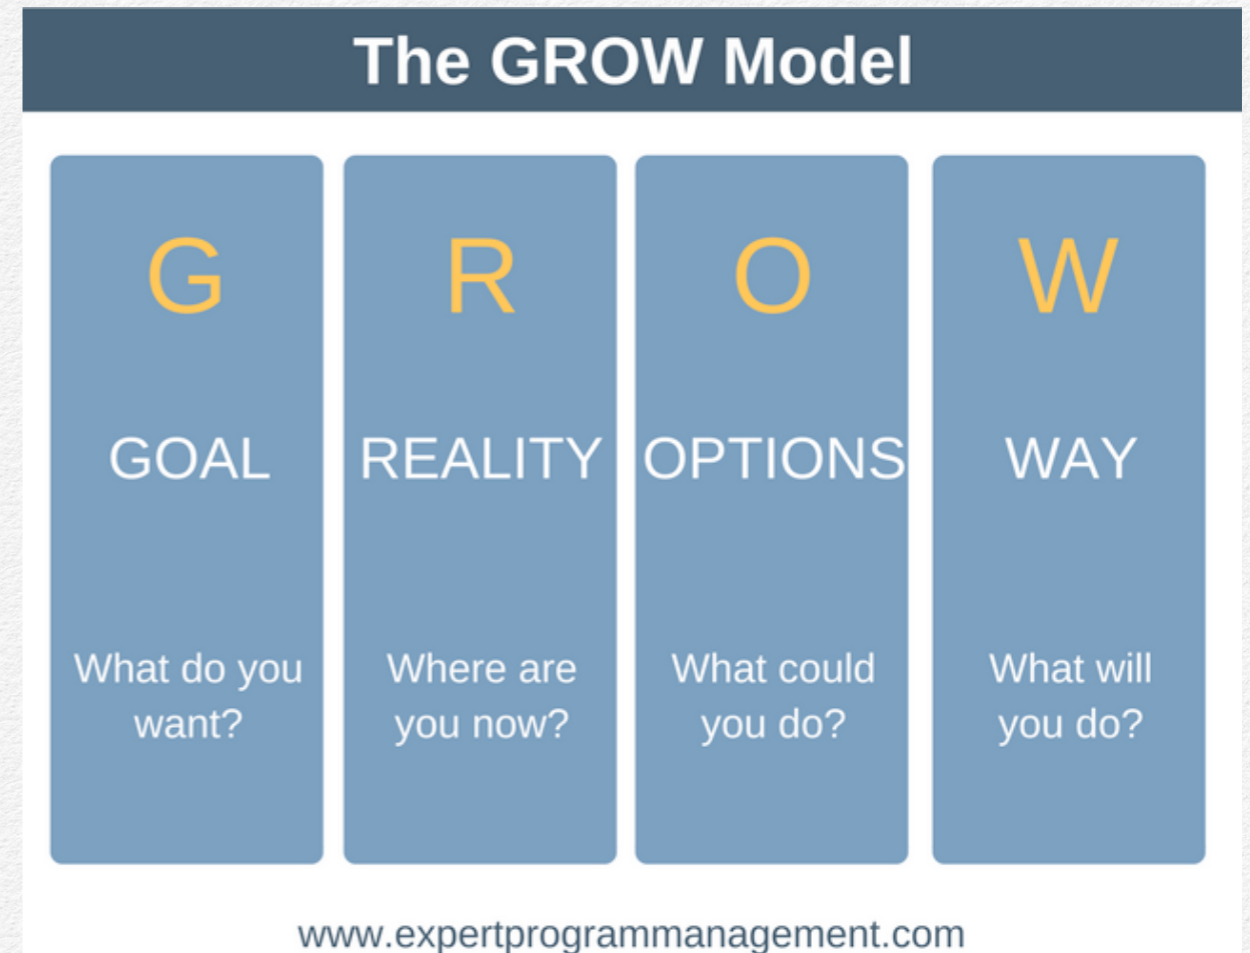 The GROW Model
G
GOAL
What do you
want?
R
REALITY
Where are
you now?
O
OPTIONS
What could
you do?
W
WAY
What will
you do?
www.expertprogrammanagement.com